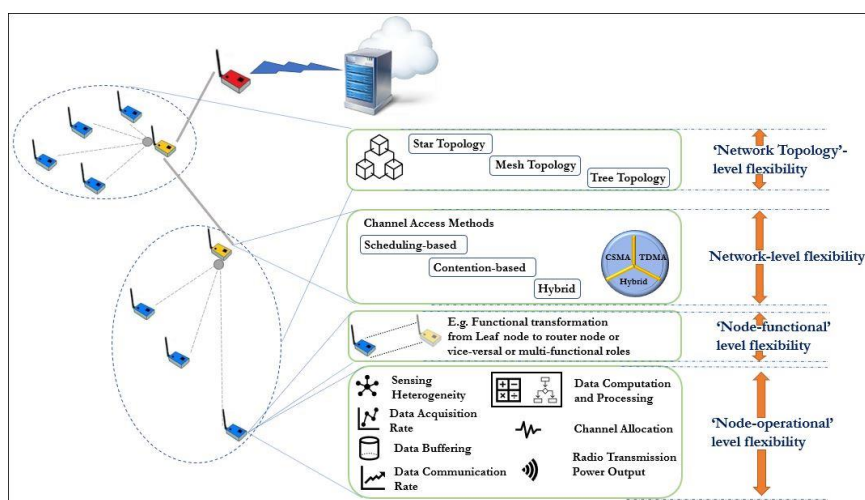 Star Topology
Mesh Topology
Tree Topology
'Network Topology'-
level flexibility
Channel Access Methods
Scheduling-based
Contention-based
Hybrid
CSMA
TDMA
Hybrid
Network-level flexibility
E.g. Functional transformation
from Leaf node to router node or
vice-versal or multi-functional roles
'Node-functional'
level flexibility
Sensing
Heterogeneity
Data Acquisition
Rate
Data Buffering
Data Communication
Rate
Data Computation
and Processing
Channel Allocation
Radio Transmission
Power Output
'Node-operational'
level flexibility